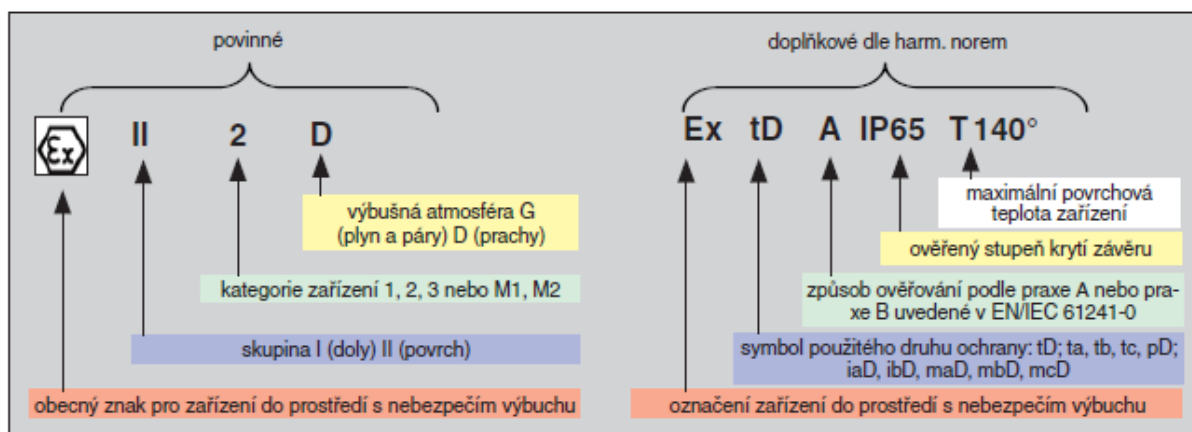 povinné
doplňkové dle harm. norem
Ex II 2 D
Ex tD A IP65 T 140°
výbušná atmosféra G
(plyn a páry) D (prachy)
kategorie zařízení 1, 2, 3 nebo M1, M2
skupina I (doly) II (povrch)
obecný znak pro zařízení do prostředí s nebezpečím výbuchu
maximální povrchová
teplota zařízení
ověřený stupeň krytí závěru
způsob ověřování podle praxe A nebo pra-
xe B uvedené v EN/IEC 61241-0
symbol použitého druhu ochrany: tD; ta, tb, tc, pD;
iaD, ibD, maD, mbD, mcD
označení zařízení do prostředí s nebezpečím výbuchu